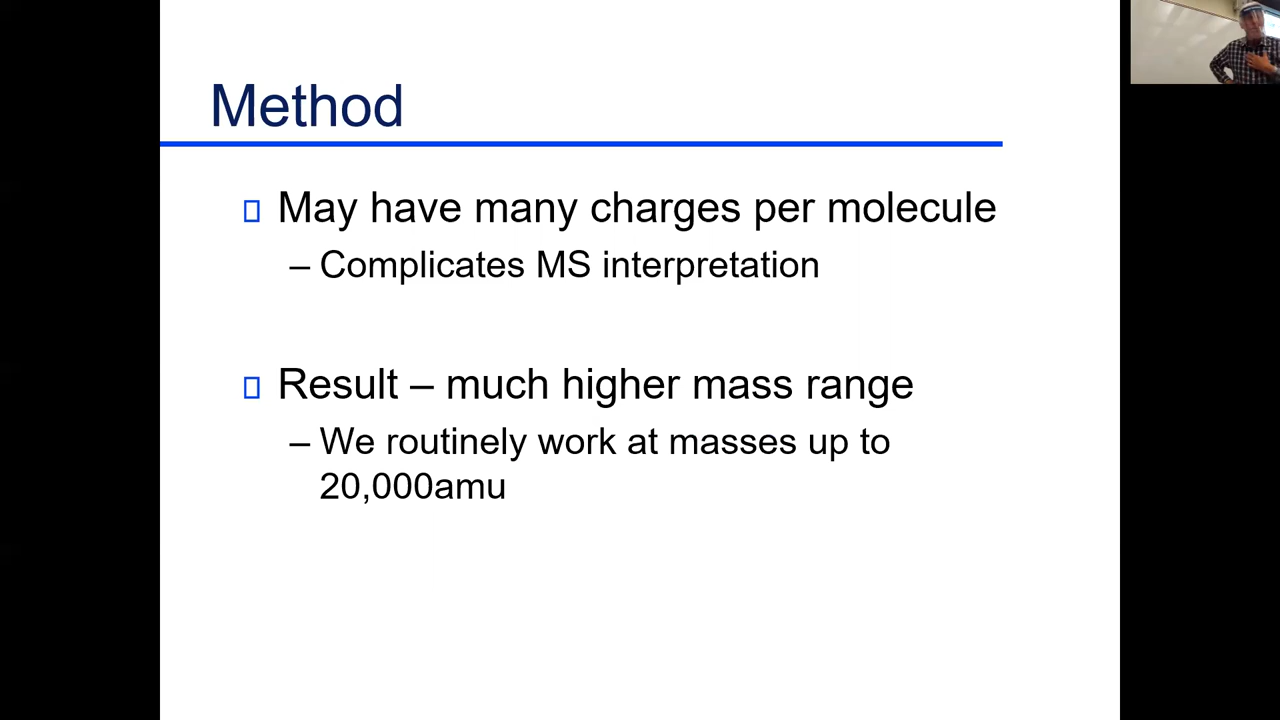 Method
May have many charges per molecule
– Complicates MS interpretation
Result – much higher mass range
– We routinely work at masses up to
20,000amu